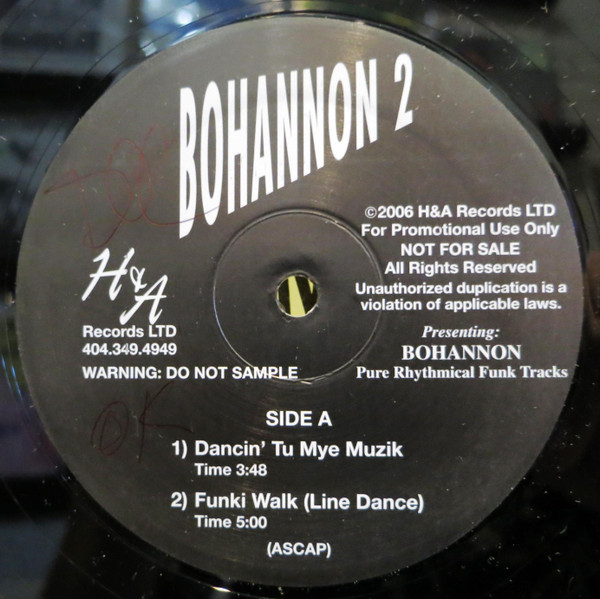 BOHANNON 2
©2006 H&A Records LTD
For Promotional Use Only
NOT FOR SALE
All Rights Reserved
Unauthorized duplication is a
violation of applicable laws.
H&A
Records LTD
404.349.4949
WARNING: DO NOT SAMPLE
Presenting:
BOHANNON
Pure Rhythmical Funk Tracks
OK
SIDE A
1) Dancin' Tu Mye Muzik
Time 3:48
2) Funki Walk (Line Dance)
Time 5:00
(ASCAP)